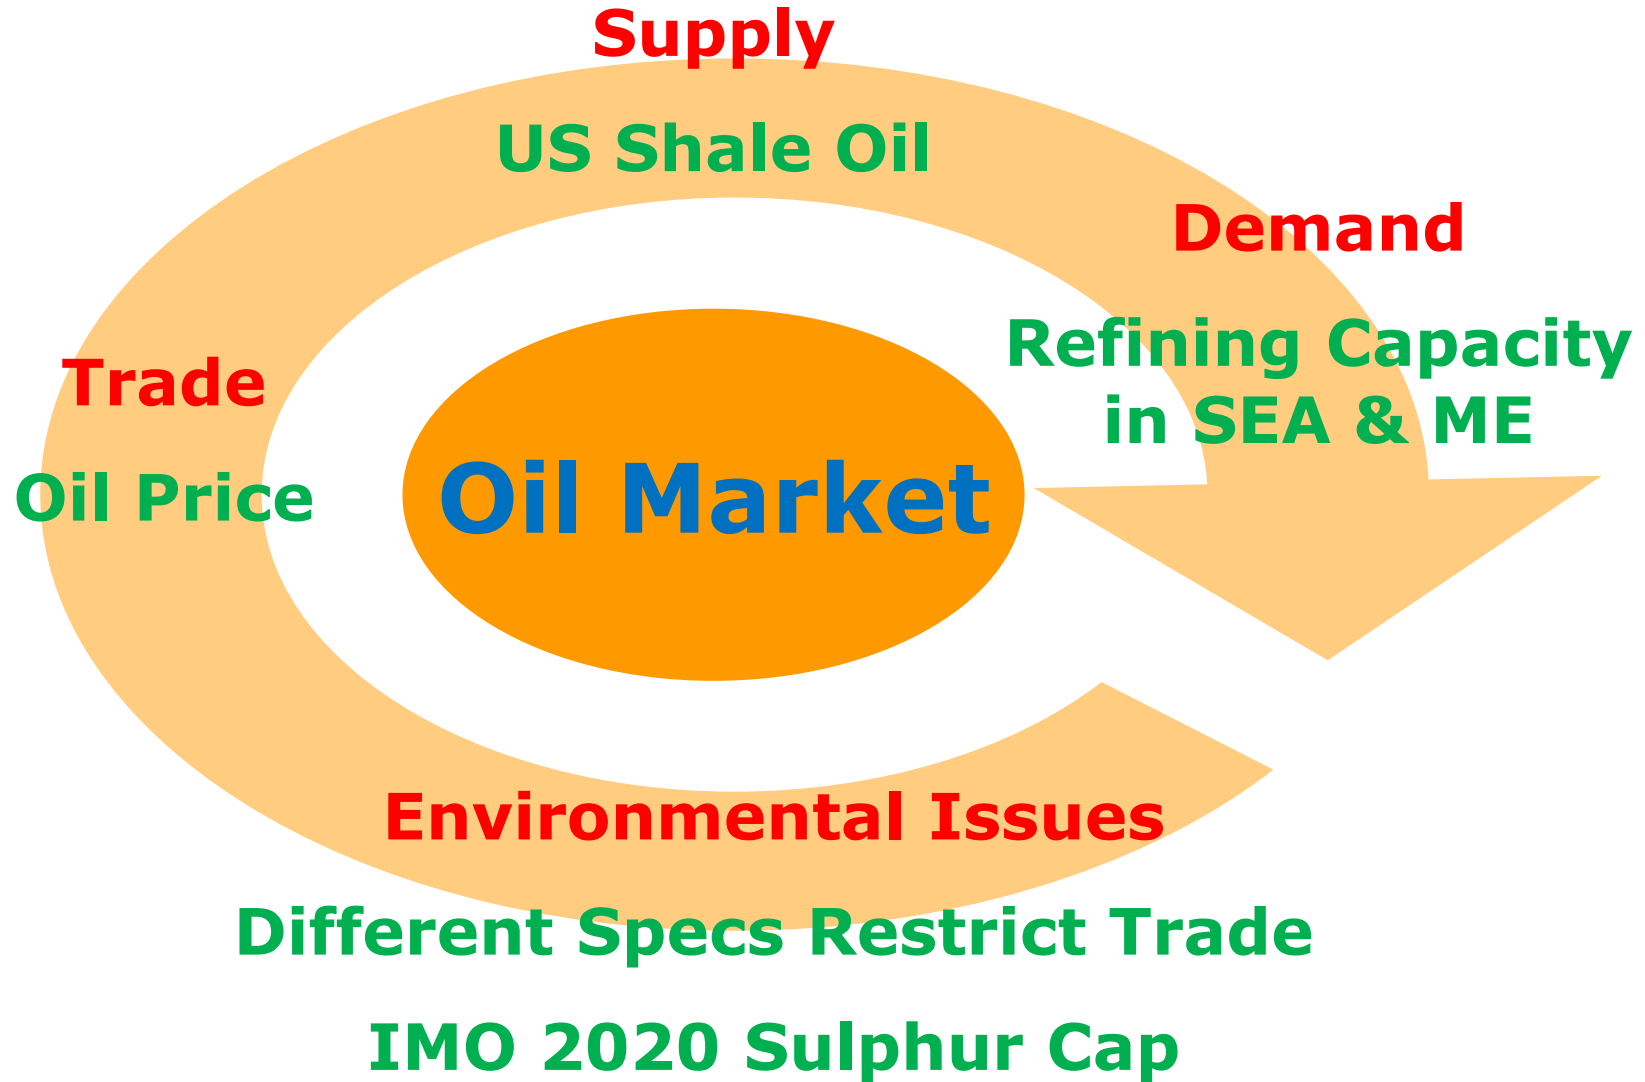 Supply
US Shale Oil
Demand
Refining Capacity
in SEA & ME
Trade
Oil Price
Oil Market
Environmental Issues
Different Specs Restrict Trade
IMO 2020 Sulphur Cap